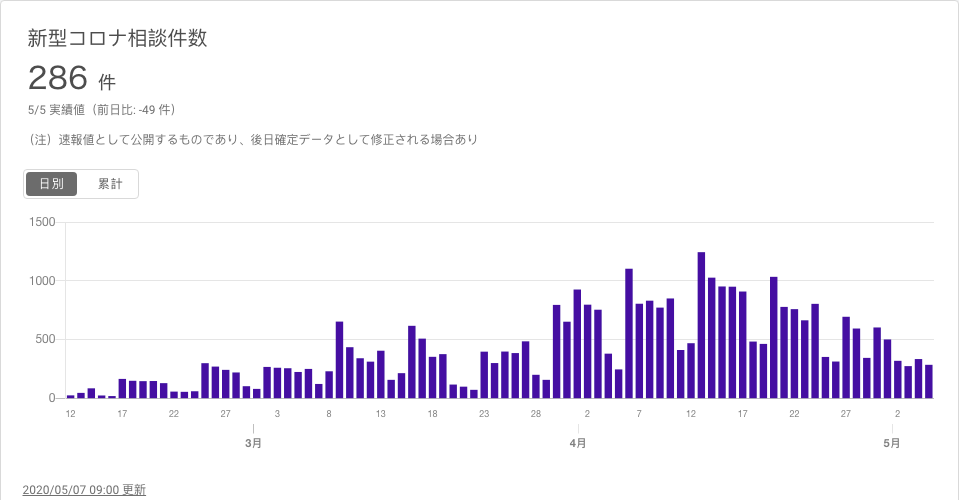 新型コロナ相談件数
286 件
5/5 実績値（前日比: -49 件）
（注）速報値として公開するものであり、後日確定データとして修正される場合あり
日別 累計
1500
1000
500
0
12 17 22 27 3 8 13 18 23 28 2 7 12 17 22 27 2
3月 4月 5月
2020/05/07 09:00 更新